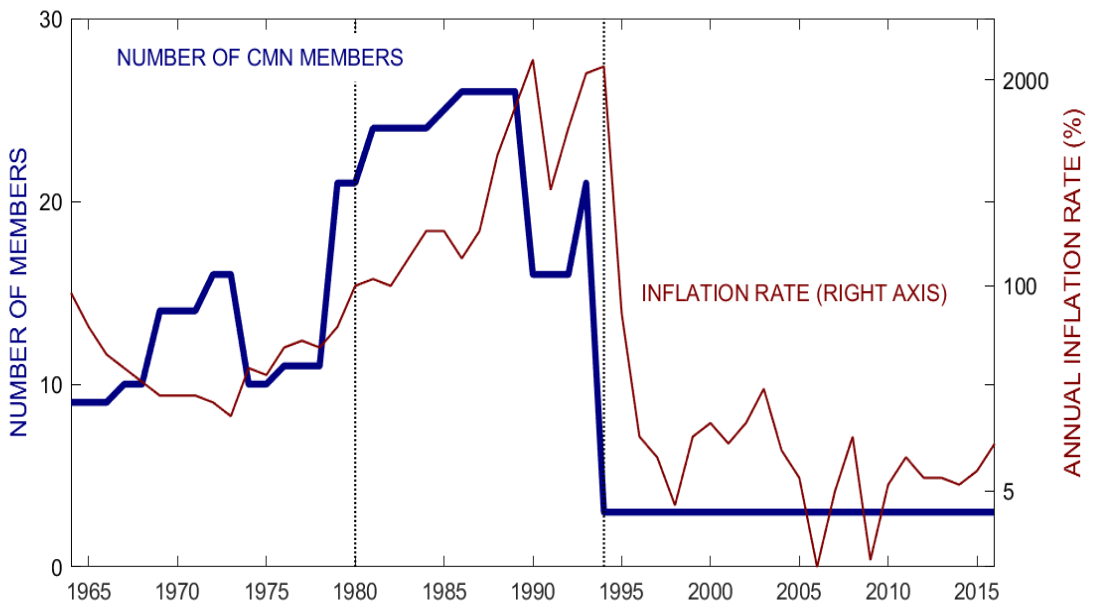 NUMBER OF CMN MEMBERS
INFLATION RATE (RIGHT AXIS)
NUMBER OF MEMBERS
30
20
10
0
ANNUAL INFLATION RATE (%)
2000
100
5
1965 1970 1975 1980 1985 1990 1995 2000 2005 2010 2015